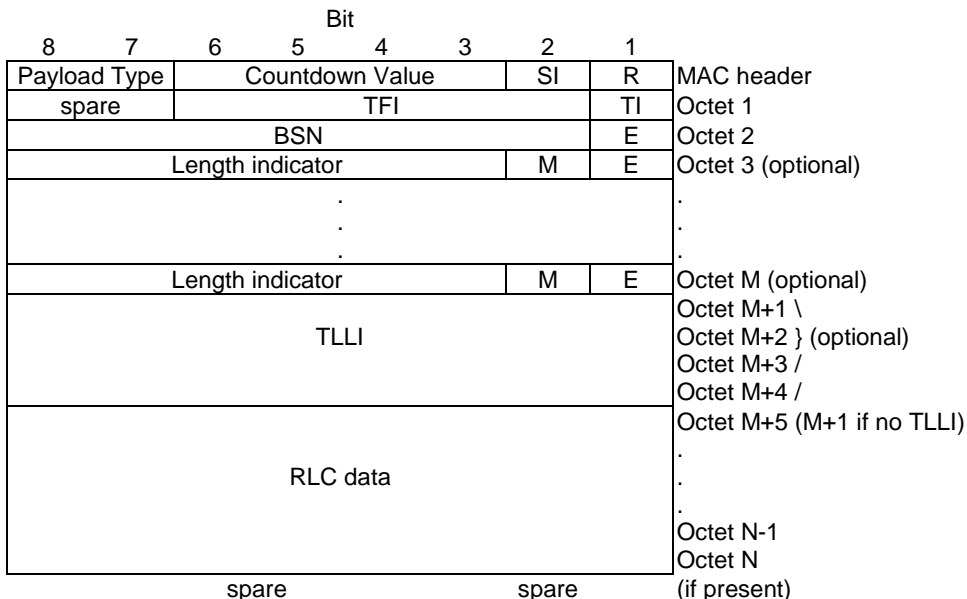 Bit
8 7 6 5 4 3 2 1
Payload Type Countdown Value SI R MAC header
spare TFI TI Octet 1
BSN E Octet 2
Length indicator M E Octet 3 (optional)
. .
. .
. .
Length indicator M E Octet M (optional)
Octet M+1 \
TLLI Octet M+2 } (optional)
Octet M+3 /
Octet M+4 /
Octet M+5 (M+1 if no TLLI)
.
RLC data .
.
Octet N-1
Octet N
spare spare (if present)